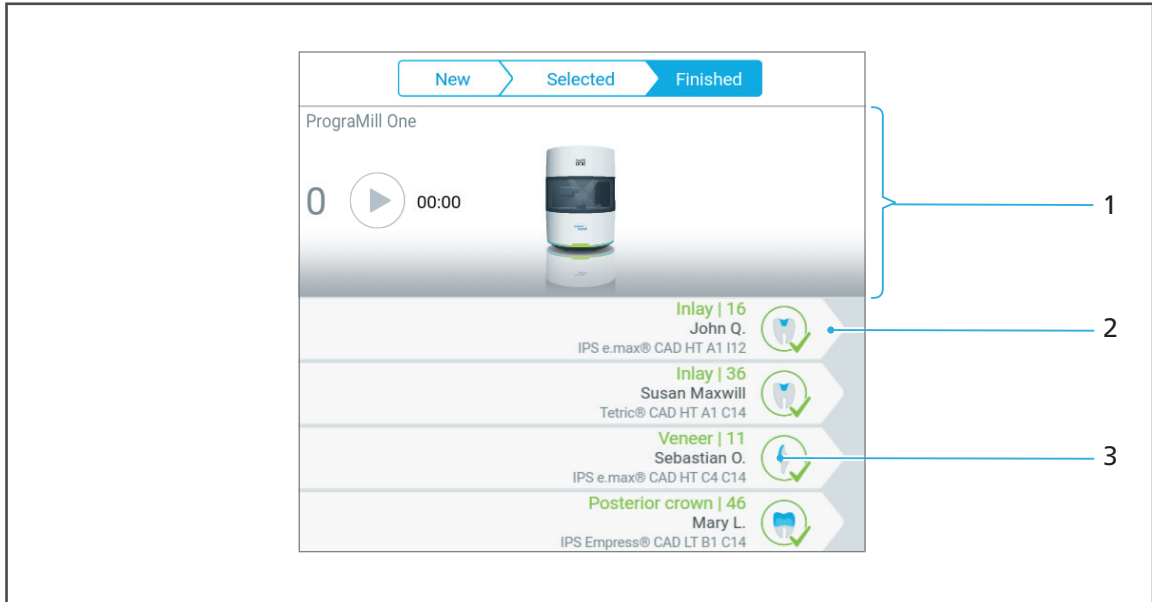 New Selected Finished
PrograMill One
0 00:00
1
Inlay | 16
John Q.
IPS e.max® CAD HT A1 I12
2
Inlay | 36
Susan Maxwill
Tetric® CAD HT A1 C14
Veneer | 11
Sebastian O.
IPS e.max® CAD HT C4 C14
3
Posterior crown | 46
Mary L.
IPS Empress® CAD LT B1 C14